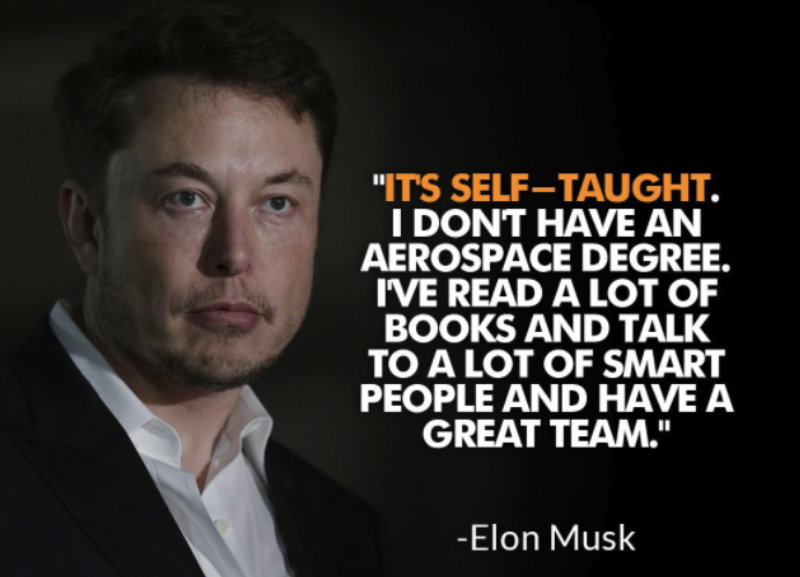 "IT'S SELF–TAUGHT.
I DON'T HAVE AN
AEROSPACE DEGREE.
I'VE READ A LOT OF
BOOKS AND TALK
TO A LOT OF SMART
PEOPLE AND HAVE A
GREAT TEAM."
-Elon Musk